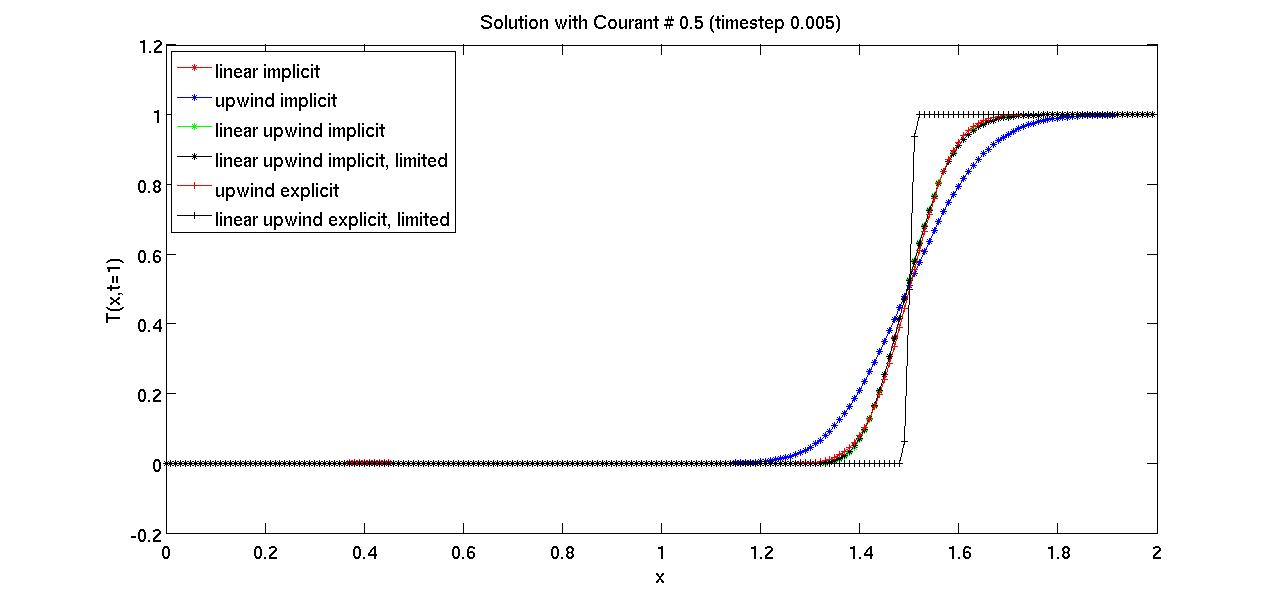 Solution with Courant # 0.5 (timestep 0.005)
linear implicit
upwind implicit
linear upwind implicit
linear upwind implicit, limited
upwind explicit
linear upwind explicit, limited
1.2
1
0.8
0.6
0.4
0.2
0
-0.2
T(x,t=1)
0 0.2 0.4 0.6 0.8 1 1.2 1.4 1.6 1.8 2
x